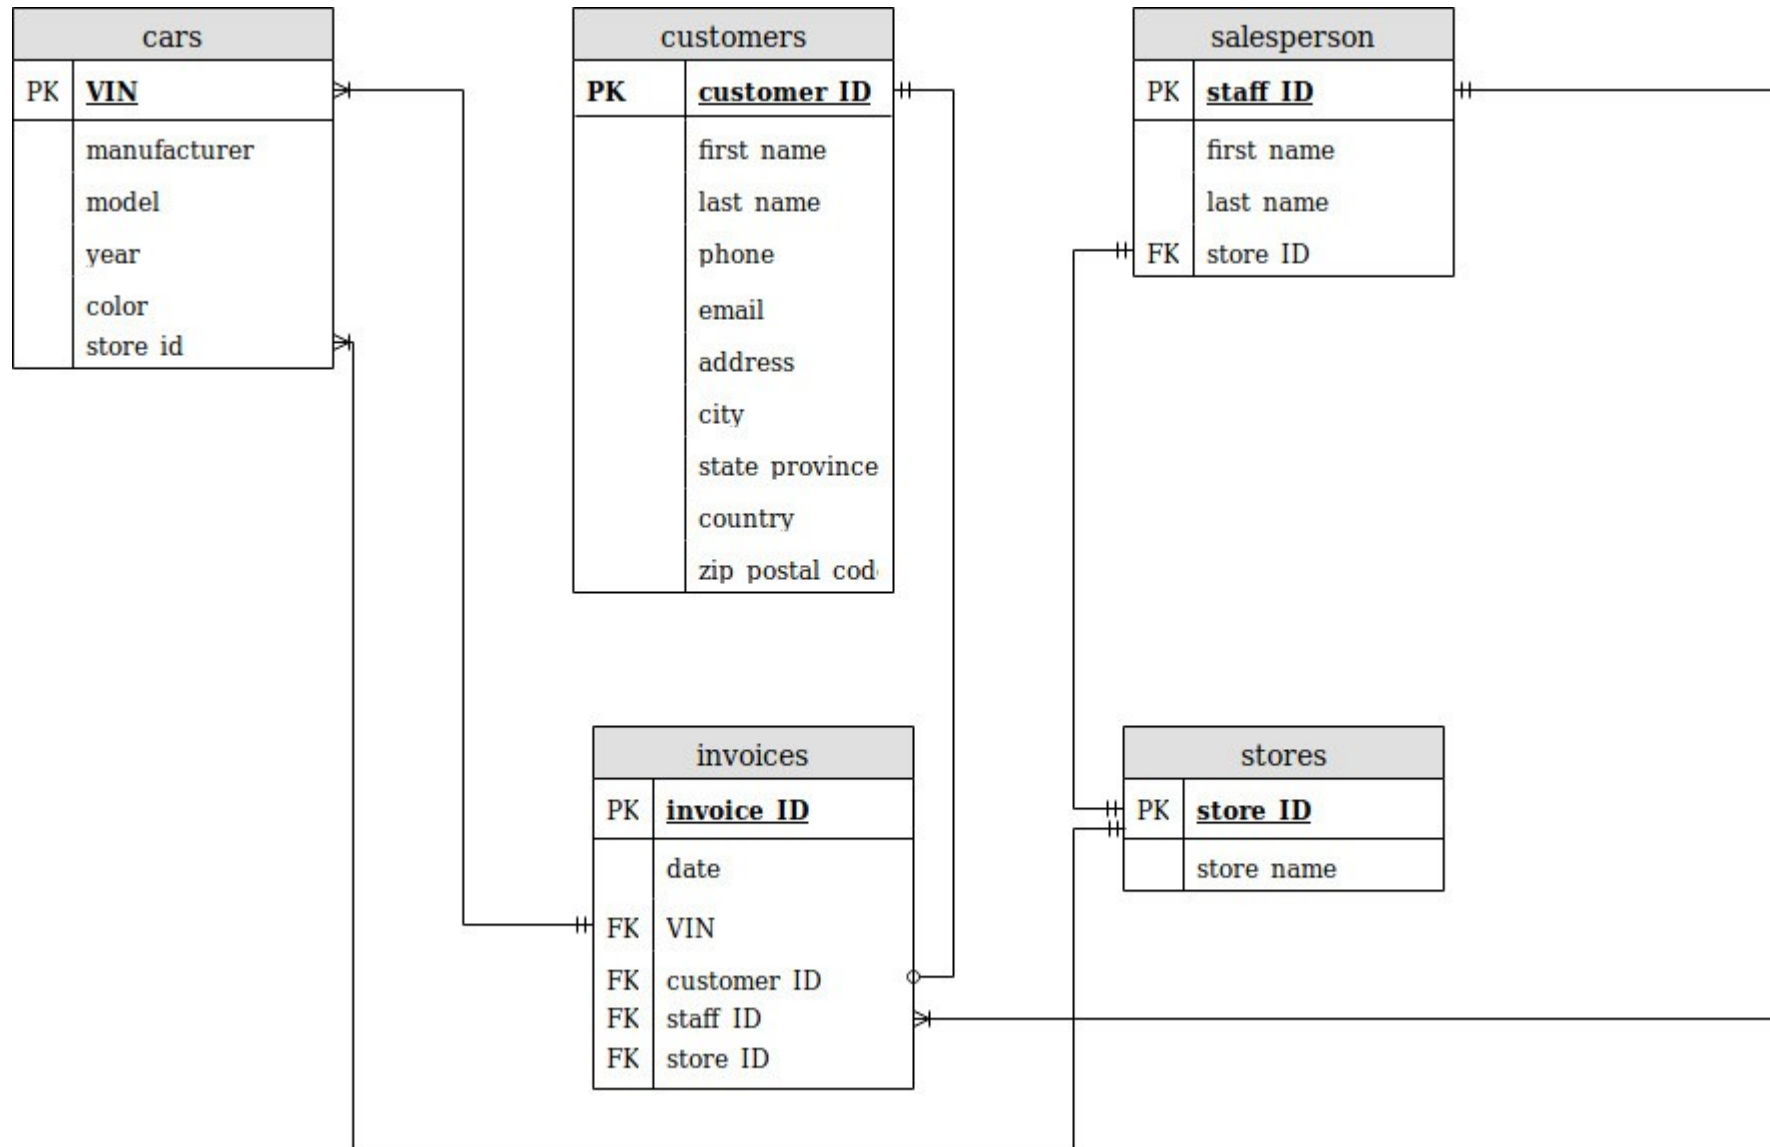 cars
PK VIN
manufacturer
model
year
color
store id
customers
PK customer ID
first name
last name
phone
email
address
city
state province
country
zip postal cod
salesperson
PK staff ID
first name
last name
FK store ID
invoices
PK invoice ID
date
FK VIN
FK customer ID
FK staff ID
FK store ID
stores
PK store ID
store name